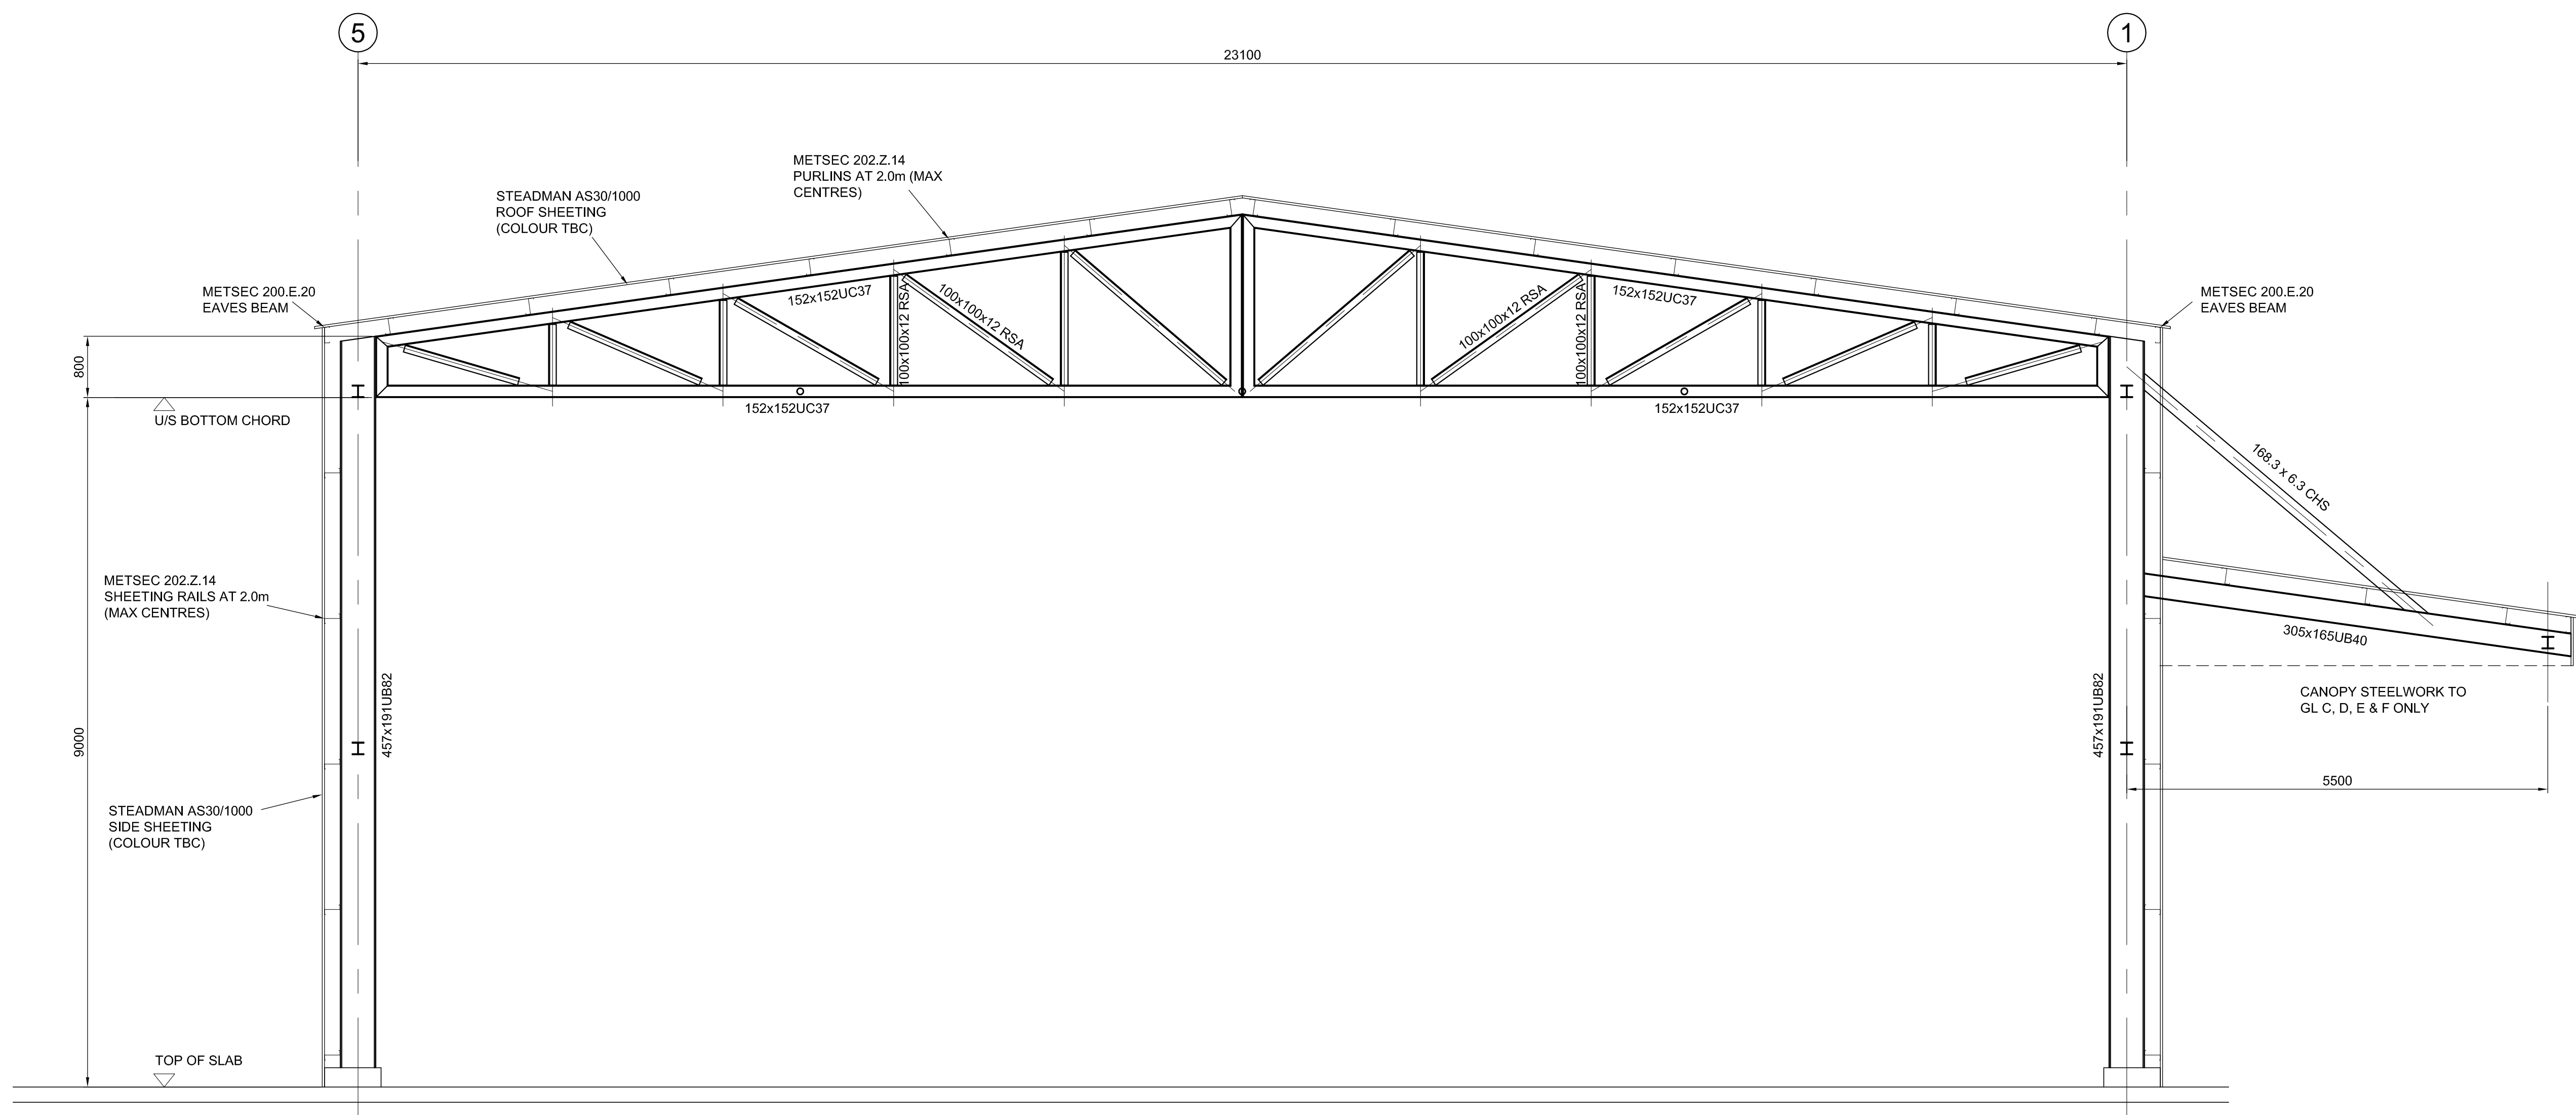 5
1
23100
METSEC 202.Z.14
PURLINS AT 2.0m (MAX
CENTRES)
STEADMAN AS30/1000
ROOF SHEETING
(COLOUR TBC)
METSEC 200.E.20
EAVES BEAM
METSEC 200.E.20
EAVES BEAM
152x152UC37
100x100x12 RSA
100x100x12 RSA
100x100x12 RSA
100x100x12 RSA
152x152UC37
800
152x152UC37
152x152UC37
U/S BOTTOM CHORD
168.3 x 6.3 CHS
METSEC 202.Z.14
SHEETING RAILS AT 2.0m
(MAX CENTRES)
305x165UB40
9000
457x191UB82
457x191UB82
CANOPY STEELWORK TO
GL C, D, E & F ONLY
5500
STEADMAN AS30/1000
SIDE SHEETING
(COLOUR TBC)
TOP OF SLAB